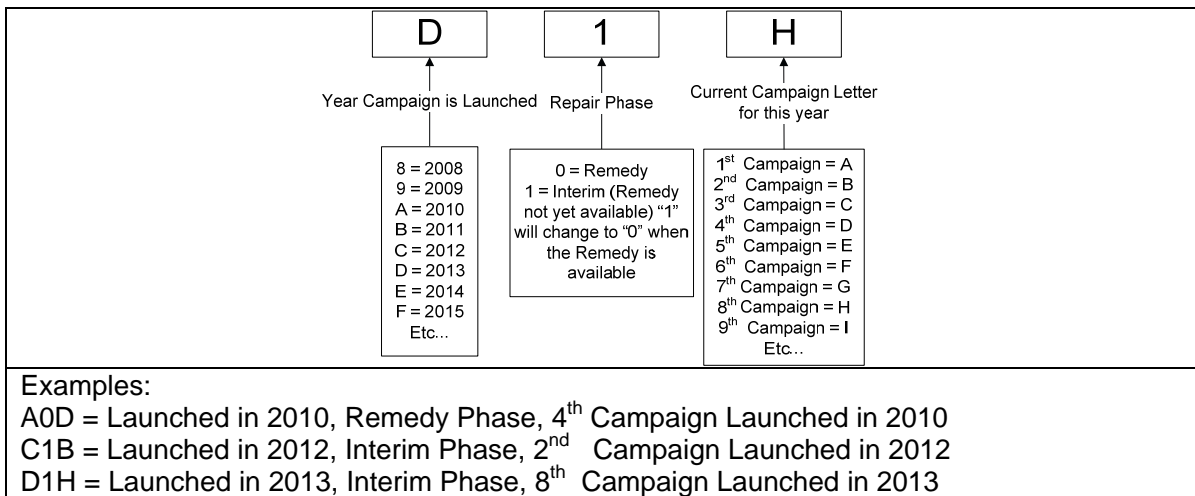 D 1 H
Year Campaign is Launched
Repair Phase
Current Campaign Letter
for this year
8 = 2008
9 = 2009
A = 2010
B = 2011
C = 2012
D = 2013
E = 2014
F = 2015
Etc...
0 = Remedy
1 = Interim (Remedy
not yet available) “1”
will change to “0” when
the Remedy is
available
1st Campaign = A
2nd Campaign = B
3rd Campaign = C
4th Campaign = D
5th Campaign = E
6th Campaign = F
7th Campaign = G
8th Campaign = H
9th Campaign = I
Etc...
Examples:
A0D = Launched in 2010, Remedy Phase, 4th Campaign Launched in 2010
C1B = Launched in 2012, Interim Phase, 2nd Campaign Launched in 2012
D1H = Launched in 2013, Interim Phase, 8th Campaign Launched in 2013